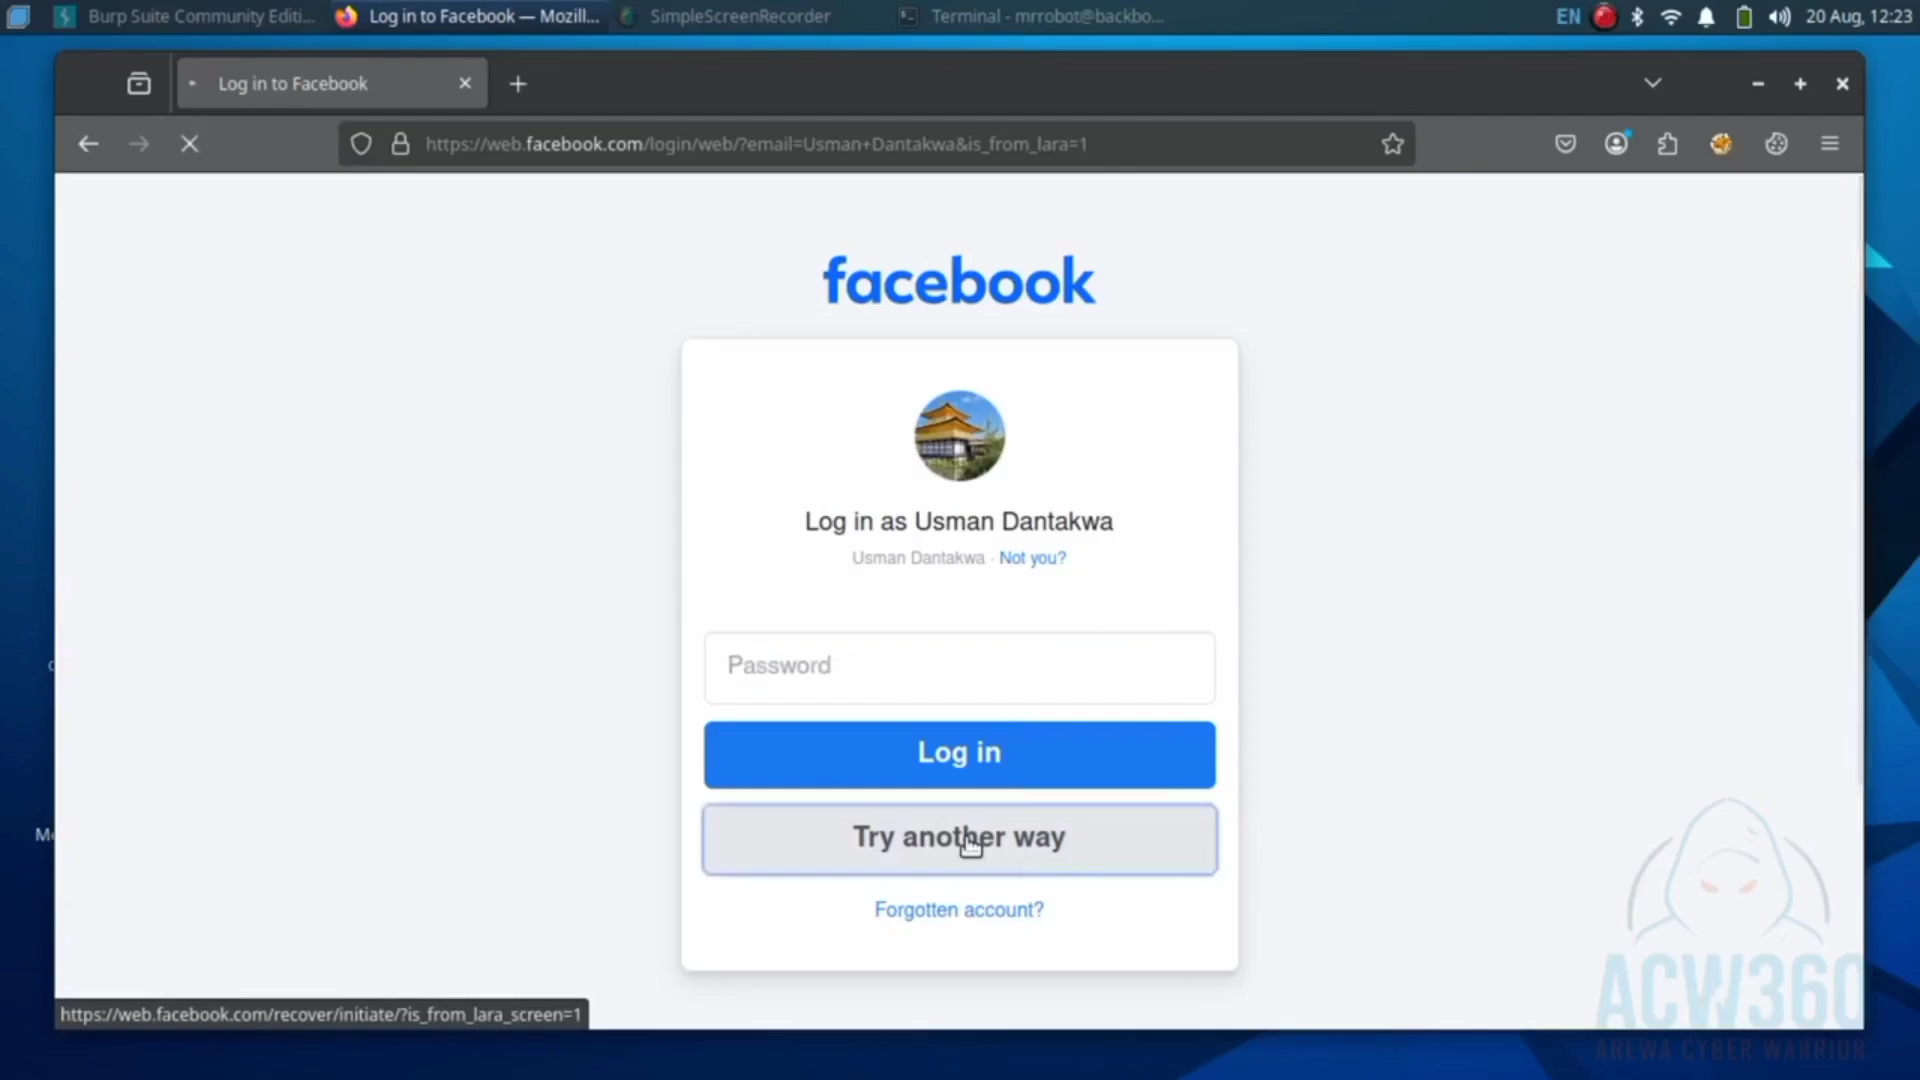 Burp Suite Community Editi...
Log in to Facebook — Mozill...
SimpleScreenRecorder
Terminal - mrrobot@backbo...
EN
20 Aug, 12:23
Log in to Facebook
https://web.facebook.com/login/web/?email=Usman+Dantakwa&is_from_lara=1
facebook
Log in as Usman Dantakwa
Usman Dantakwa · Not you?
Password
Log in
Try another way
Forgotten account?
https://web.facebook.com/recover/initiate/?is_from_lara_screen=1
ACW360
AREWA CYBER WARRIOR